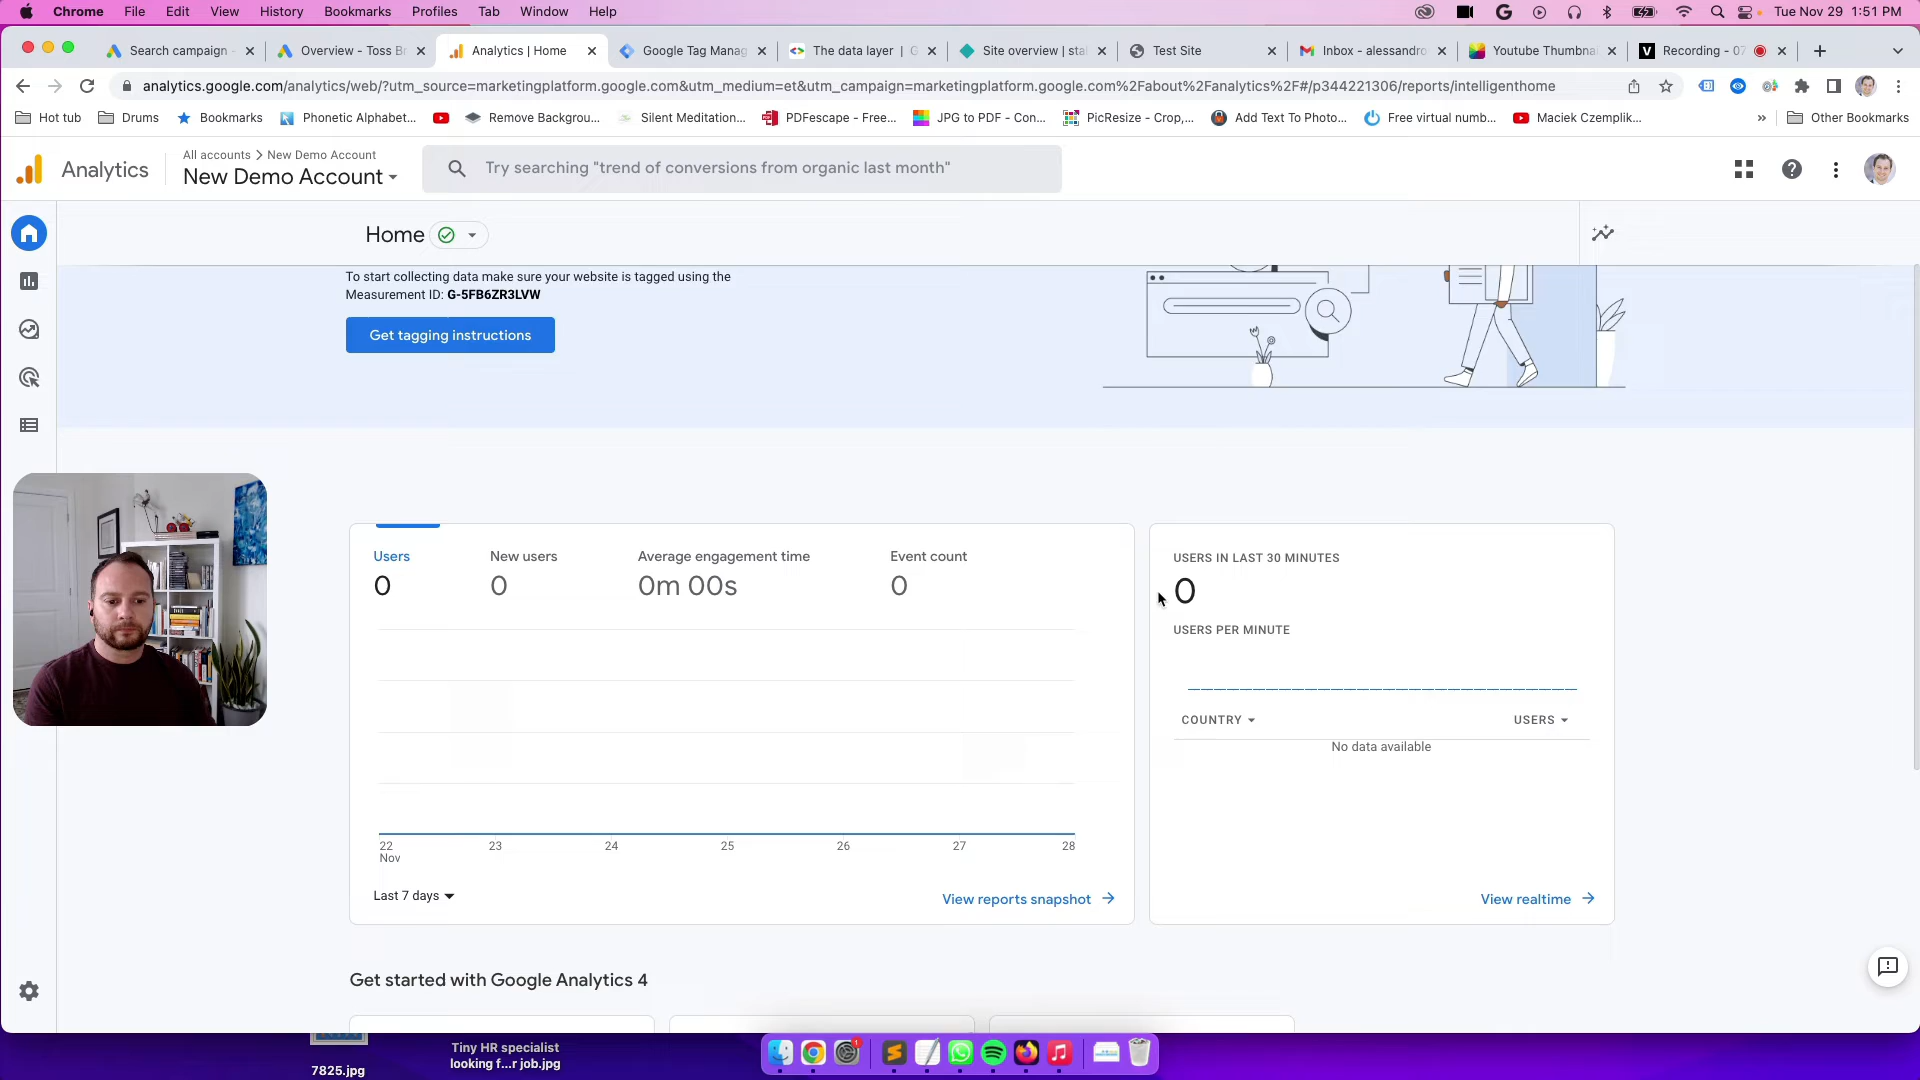 Chrome File Edit View History Bookmarks Profiles Tab Window Help Tue Nov 29 1:51 PM
Search campaign - Overview - Toss Br Analytics | Home Google Tag Manag The data layer | G Site overview | sta Test Site Inbox - alessandro Youtube Thumbna Recording - 07
analytics.google.com/analytics/web/?utm_source=marketingplatform.google.com&utm_medium=et&utm_campaign=marketingplatform.google.com%2Fabout%2Fanalytics%2F#/p344221306/reports/intelligenthome
Hot tub Drums Bookmarks Phonetic Alphabet... Remove Backgrou... Silent Meditation... PDFescape - Free... JPG to PDF - Con... PicResize - Crop,... Add Text To Photo... Free virtual numb... Maciek Czemplik... » Other Bookmarks
Analytics
All accounts > New Demo Account
New Demo Account
Try searching "trend of conversions from organic last month"
Home
To start collecting data make sure your website is tagged using the
Measurement ID: G-5FB6ZR3LVW
Get tagging instructions
Users New users Average engagement time Event count
0 0 0m 00s 0
22 23 24 25 26 27 28
Nov
Last 7 days
View reports snapshot
USERS IN LAST 30 MINUTES
0
USERS PER MINUTE
COUNTRY USERS
No data available
View realtime
Get started with Google Analytics 4
7825.jpg
Tiny HR specialist
looking f...r job.jpg
1